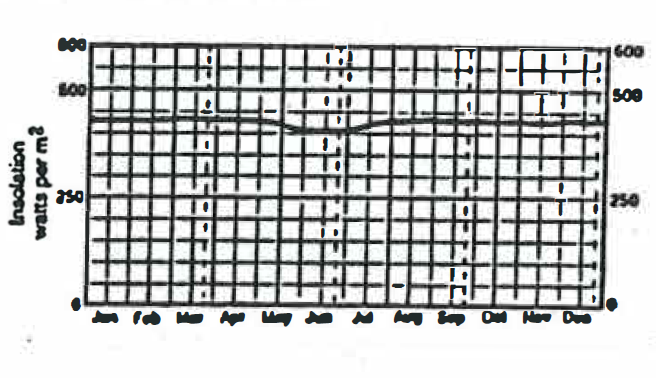 600
600
500
500
Insolation
watts per m²
250
250
0
0
Jan Feb Mar Apr May Jun Jul Aug Sep Oct Nov Dec